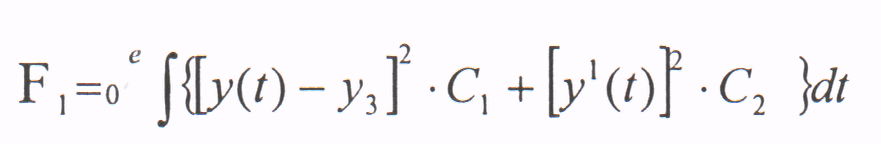 F₁=₀ᵉ ∫{[y(t) − y₃]² · C₁ + [y¹(t)]² · C₂ }dt